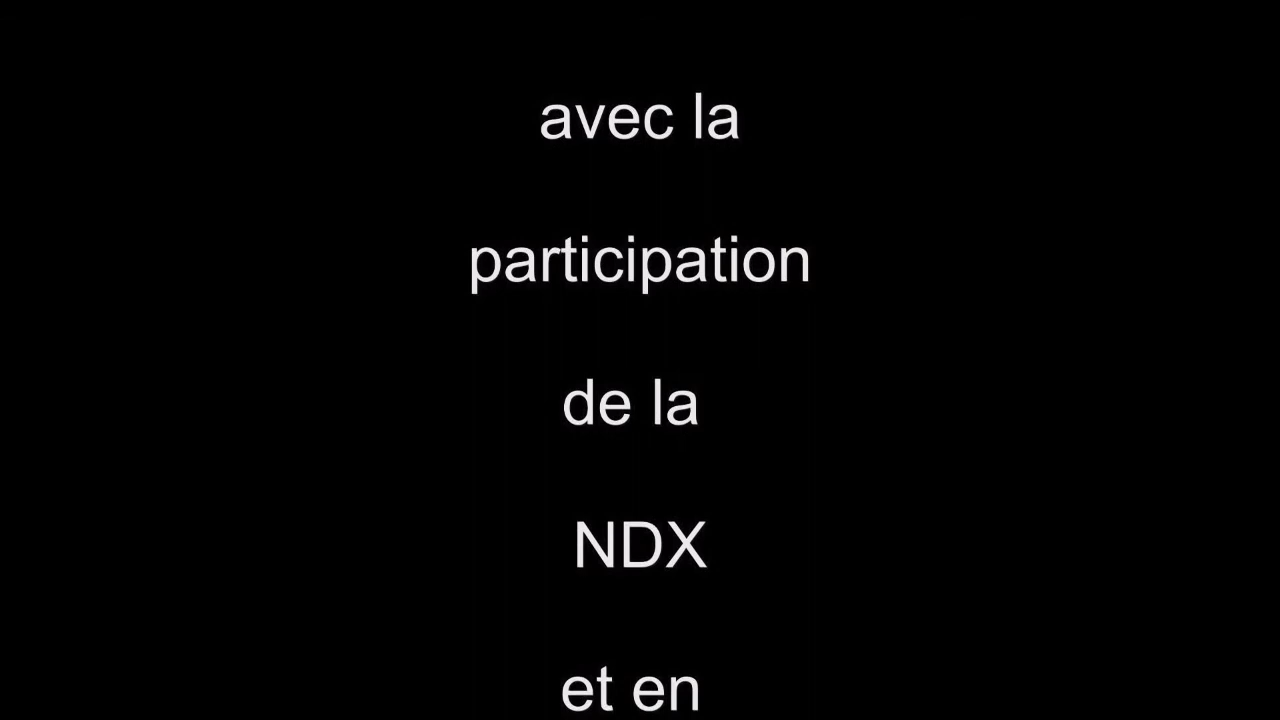 avec la
participation
de la
NDX
et en